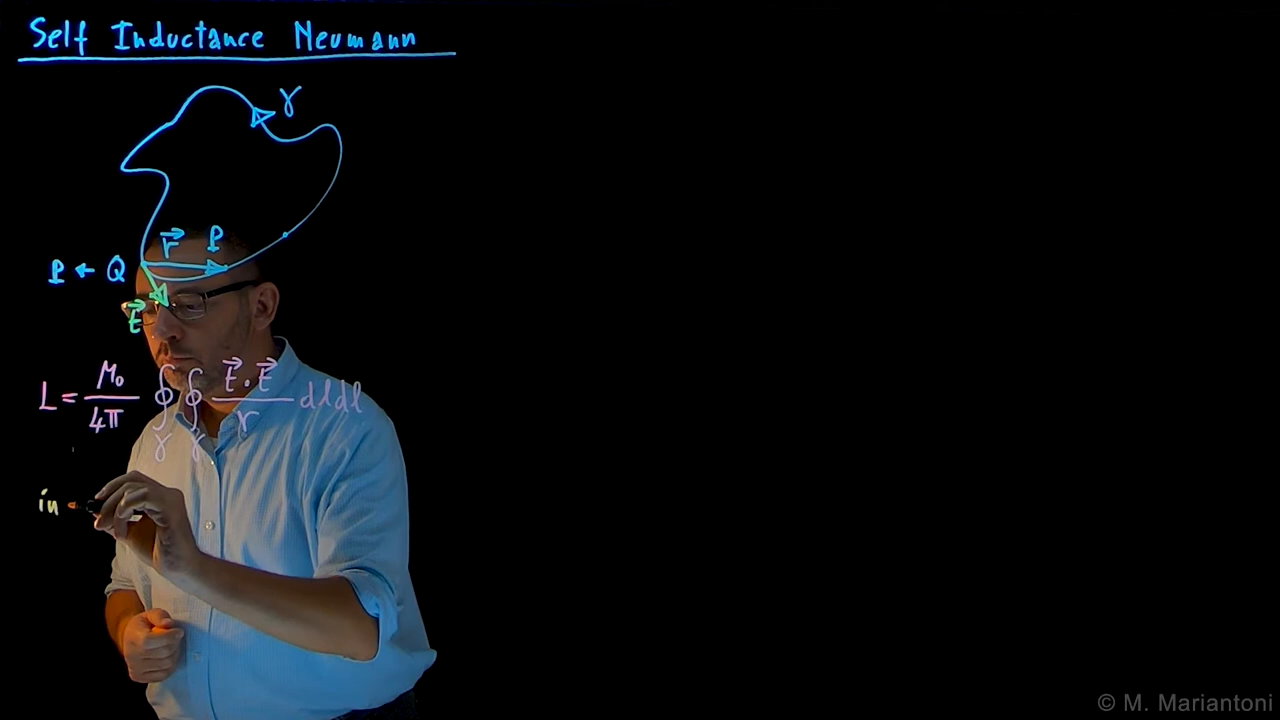 Self Inductance Neumann
γ
r⃗ P
P ← Q
t⃗
L = μ₀/4π ∮γ ∮γ t⃗ · t⃗ / r dl dl
in
© M. Mariantoni